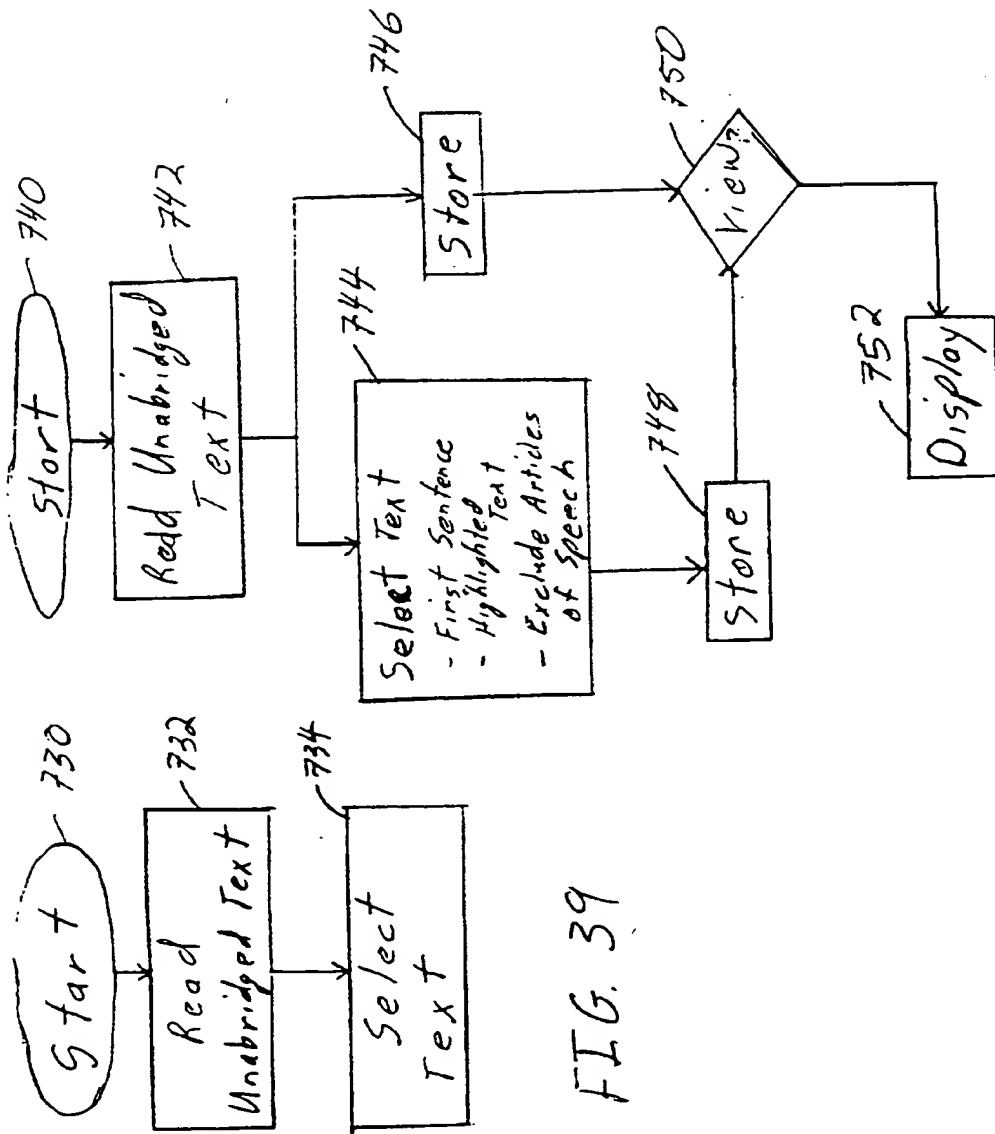 Start
730
Read
Unabridged Text
732
Select
Text
734
FIG. 39
Start
740
Read Unabridged
Text
742
Select Text
- First Sentence
- Highlighted
Text
- Exclude Articles
of Speech
744
Store
746
Store
748
View?
750
Display
752